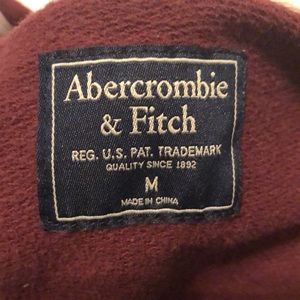 Abercrombie
& Fitch
REG. U.S. PAT. TRADEMARK
QUALITY SINCE 1892
M
MADE IN CHINA